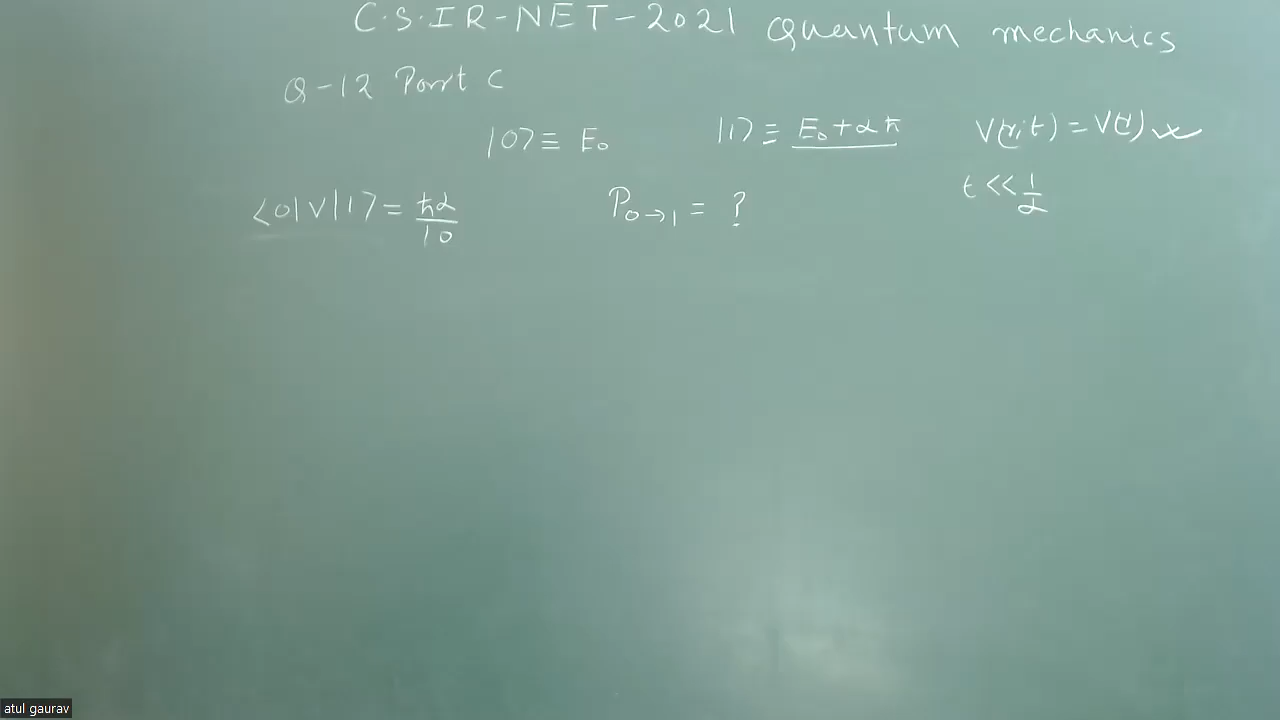 C.S.IR-NET-2021 Quantum mechanics
Q-12 Part C
|0⟩ ≡ E₀ |1⟩ ≡ E₀+αħ V(r,t) = V(r)
⟨0|V|1⟩ = ħα/10 P₀→₁ = ? t << 1/α
atul gaurav